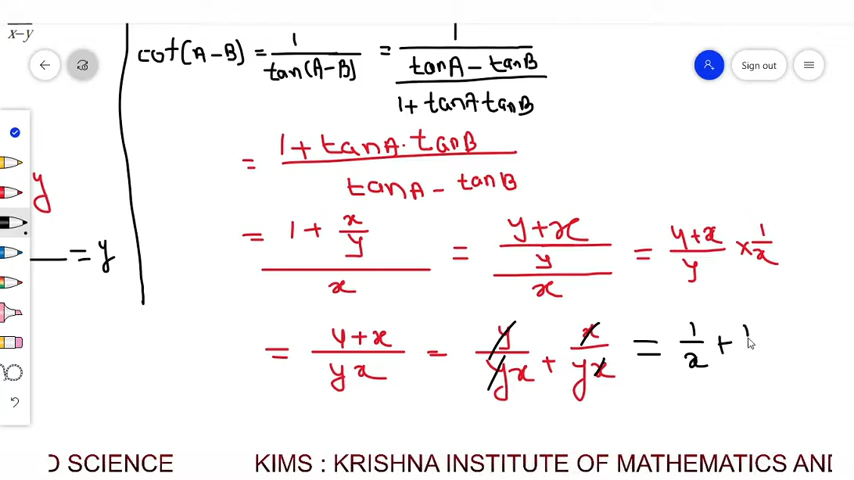 x-y
Sign out
cot(A-B) = 1/tan(A-B) = 1/((tanA - tanB)/(1 + tanA tanB))
= (1 + tanA · tanB)/(tanA - tanB)
y
= (1 + x/y)/x = ((y+x)/y)/x = (y+x)/y × 1/x
= y
= (y+x)/(yx) = y/(yx) + x/(yx) = 1/x + 1
D SCIENCE KIMS : KRISHNA INSTITUTE OF MATHEMATICS AND